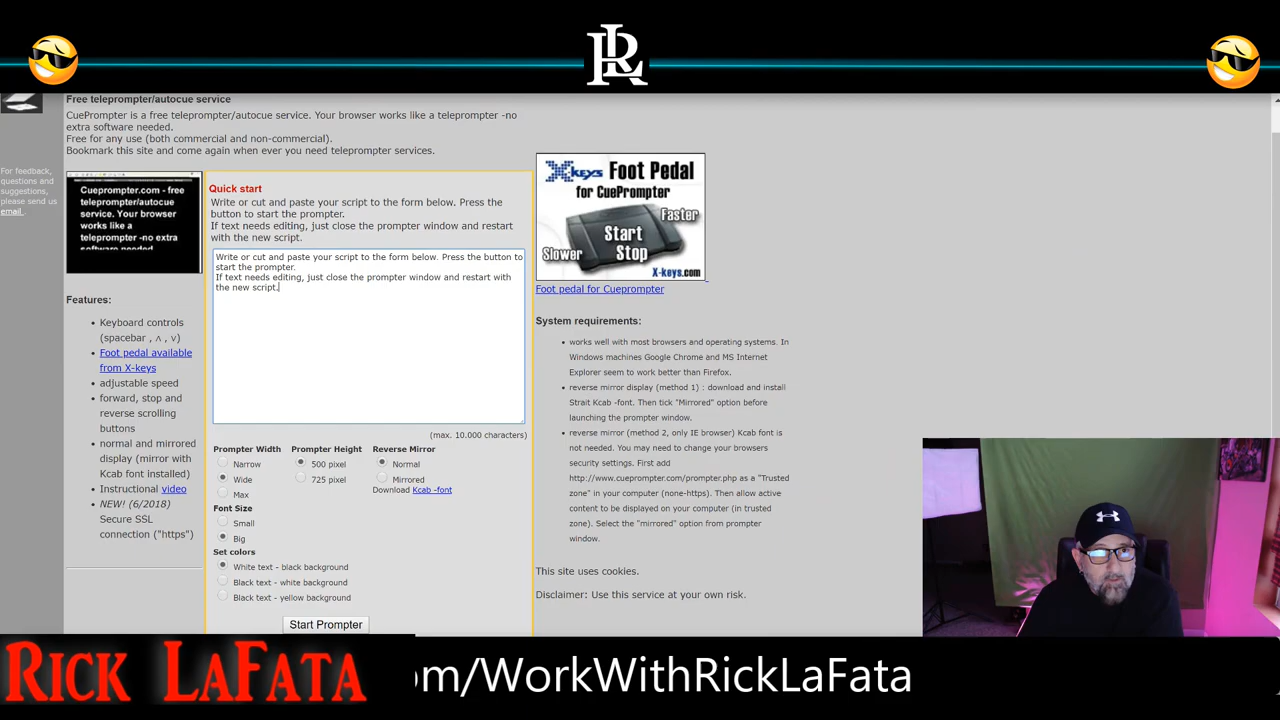 LR
Free teleprompter/autocue service
CuePrompter is a free teleprompter/autocue service. Your browser works like a teleprompter -no
extra software needed.
Free for any use (both commercial and non-commercial).
Bookmark this site and come again when ever you need teleprompter services.
For feedback,
questions and
suggestions,
please send us
email .
Cueprompter.com - free
teleprompter/autocue
service. Your browser
works like a
teleprompter -no extra
software needed
Quick start
Write or cut and paste your script to the form below. Press the
button to start the prompter.
If text needs editing, just close the prompter window and restart
with the new script.
Write or cut and paste your script to the form below. Press the button to
start the prompter.
If text needs editing, just close the prompter window and restart with
the new script.
(max. 10.000 characters)
Features:
Keyboard controls
(spacebar , ʌ , v)
Foot pedal available
from X-keys
adjustable speed
forward, stop and
reverse scrolling
buttons
normal and mirrored
display (mirror with
Kcab font installed)
Instructional video
NEW! (6/2018)
Secure SSL
connection ("https")
Prompter Width
Narrow
Wide
Max
Prompter Height
500 pixel
725 pixel
Reverse Mirror
Normal
Mirrored
Download Kcab -font
Font Size
Small
Big
Set colors
White text - black background
Black text - white background
Black text - yellow background
Start Prompter
X-keys Foot Pedal
for CuePrompter
Faster
Start
Stop
Slower
X-keys.com
Foot pedal for Cueprompter
System requirements:
works well with most browsers and operating systems. In
Windows machines Google Chrome and MS Internet
Explorer seem to work better than Firefox.
reverse mirror display (method 1) : download and install
Strait Kcab -font. Then tick "Mirrored" option before
launching the prompter window.
reverse mirror (method 2, only IE browser) Kcab font is
not needed. You may need to change your browsers
security settings. First add
http://www.cueprompter.com/prompter.php as a "Trusted
zone" in your computer (none-https). Then allow active
content to be displayed on your computer (in trusted
zone). Select the "mirrored" option from prompter
window.
This site uses cookies.
Disclaimer: Use this service at your own risk.
Rick LaFata
om/WorkWithRickLaFata